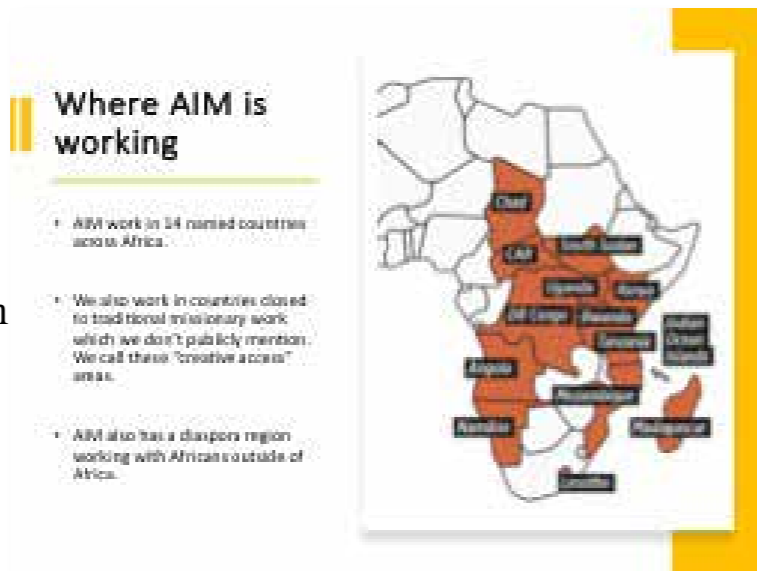 Where AIM is
working
• AIM work in 14 named countries
across Africa.
• We also work in countries closed
to traditional missionary work
which we don't publicly mention.
We call these "creative access"
areas.
• AIM also has a diaspora region
working with Africans outside of
Africa.
n
Chad
South Sudan
CAR
Uganda
Kenya
DR Congo
Rwanda
Tanzania
Indian
Ocean
Islands
Angola
Mozambique
Namibia
Madagascar
Lesotho